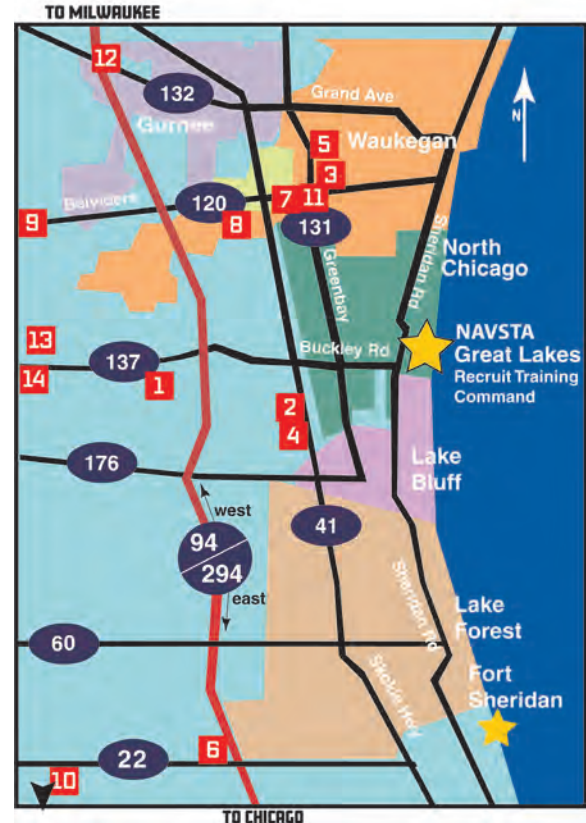 TO MILWAUKEE
12
132
Grand Ave
N
Gurnee
5
Waukegan
3
Belvidere
120
7
11
9
8
131
Greenbay
Sheridan Rd
North
Chicago
13
NAVSTA
Great Lakes
Recruit Training
Command
Buckley Rd
137
14
1
2
4
176
Lake
Bluff
west
94
294
east
41
Sheridan Rd
Lake
Forest
60
Skokie Hwy
Fort
Sheridan
6
22
10
TO CHICAGO